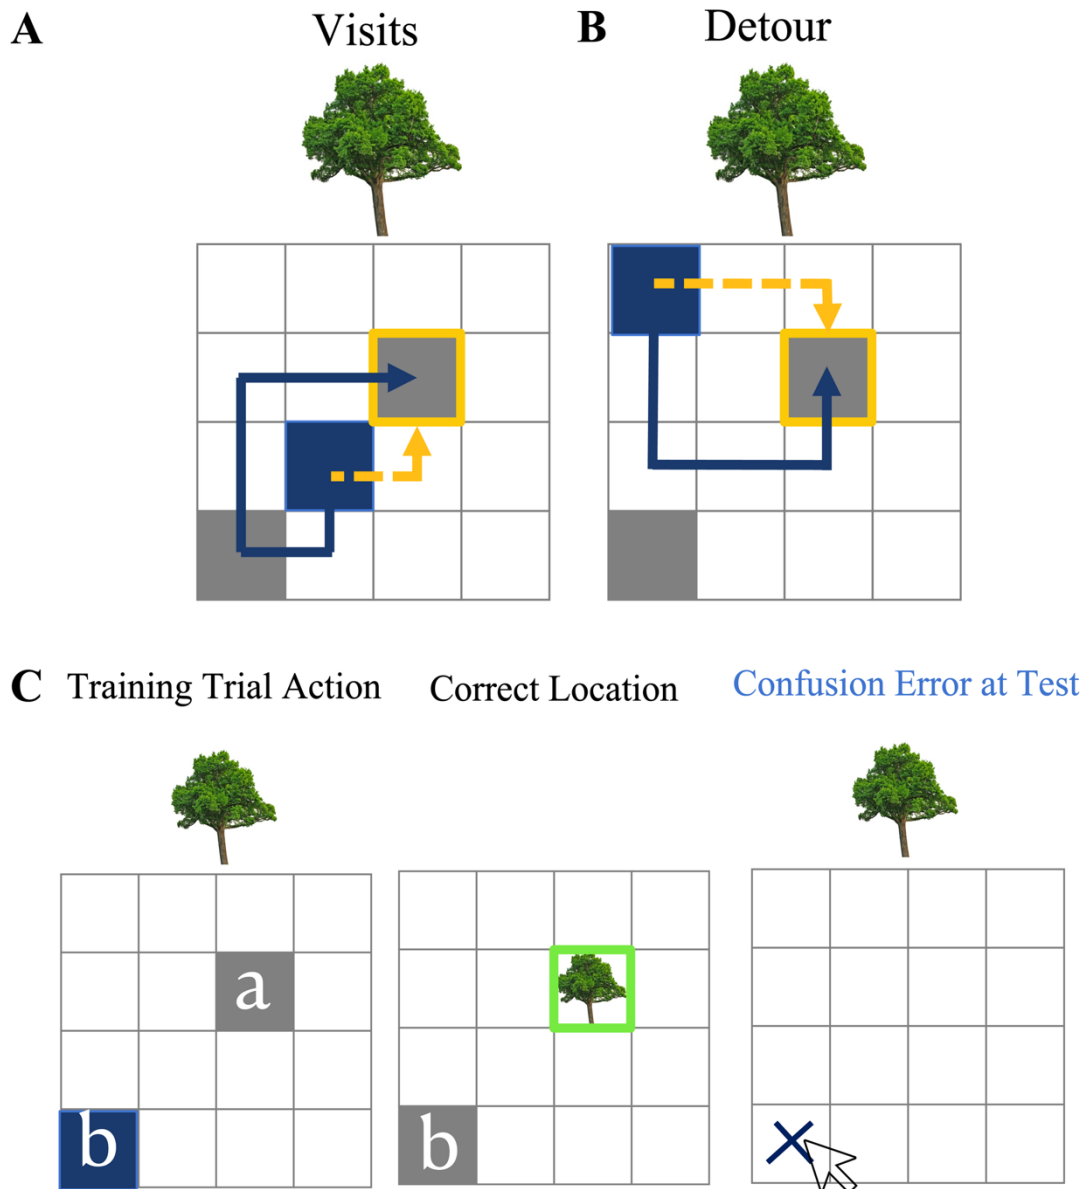 A Visits
B Detour
C Training Trial Action
Correct Location
Confusion Error at Test
a
b
b